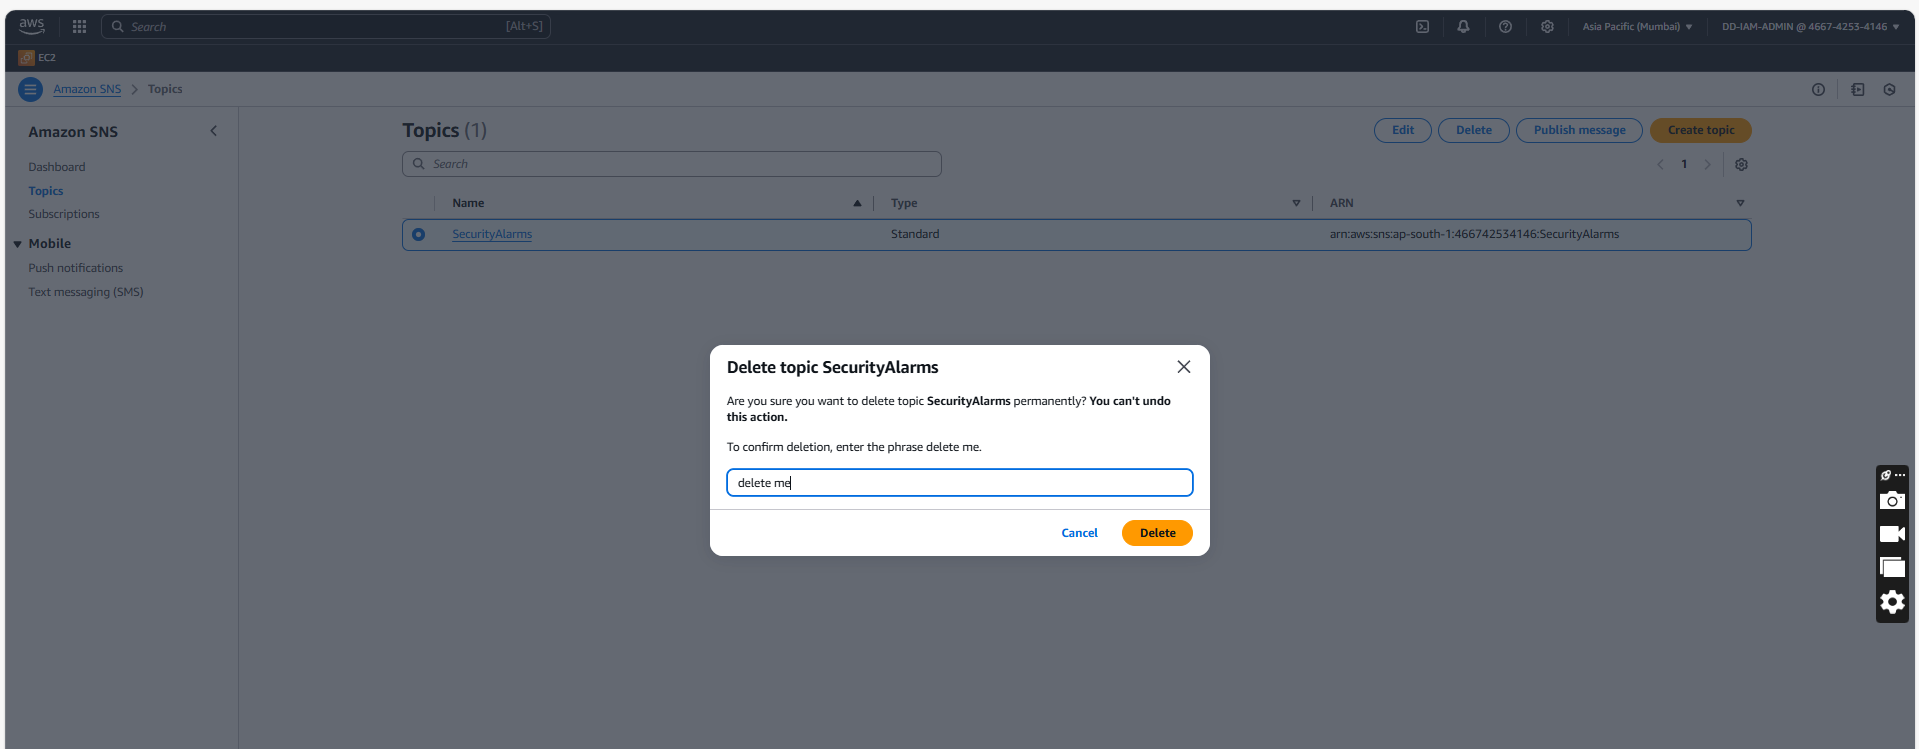 aws
Search [Alt+S]
Asia Pacific (Mumbai) ▼ DD-IAM-ADMIN @ 4667-4253-4146 ▼
EC2
Amazon SNS > Topics
Amazon SNS
Dashboard
Topics
Subscriptions
Mobile
Push notifications
Text messaging (SMS)
Topics (1)
Edit Delete Publish message Create topic
Search
1
Name Type ARN
SecurityAlarms Standard arn:aws:sns:ap-south-1:466742534146:SecurityAlarms
Delete topic SecurityAlarms
Are you sure you want to delete topic SecurityAlarms permanently? You can't undo
this action.
To confirm deletion, enter the phrase delete me.
delete me
Cancel Delete